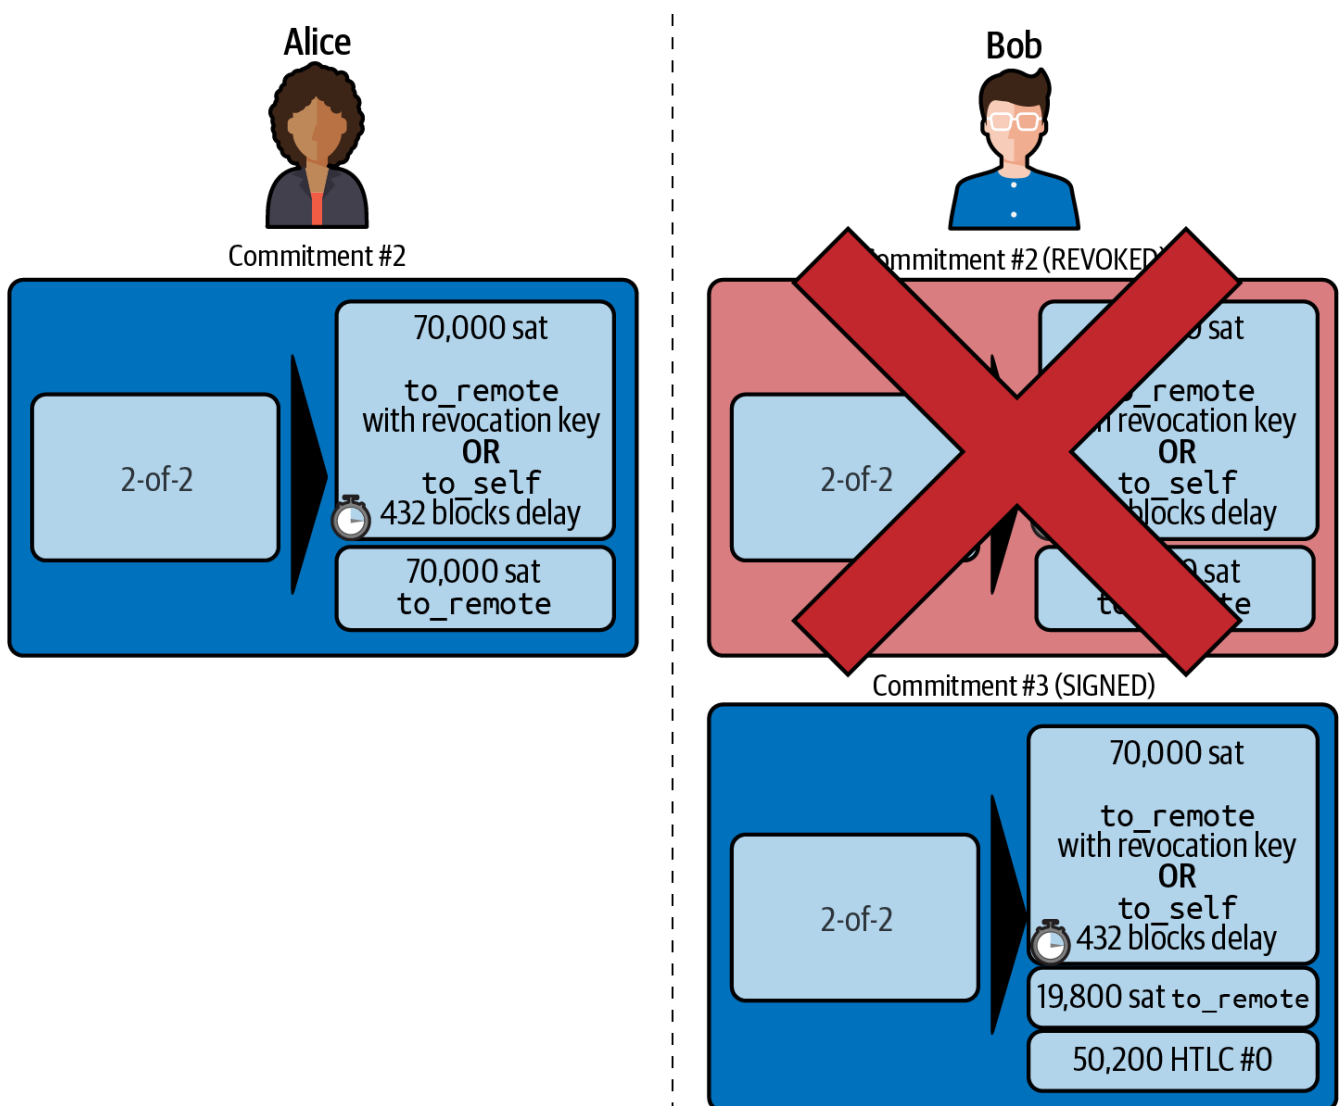 Alice
Commitment #2
2-of-2
70,000 sat
to_remote
with revocation key
OR
to_self
432 blocks delay
70,000 sat
to_remote
Bob
#2 (REVOKED)
2-of-2
sat
revocation key
OR
to_self
blocks delay
sat
Commitment #3 (SIGNED)
2-of-2
70,000 sat
to_remote
with revocation key
OR
to_self
432 blocks delay
19,800 sat to_remote
50,200 HTLC #0